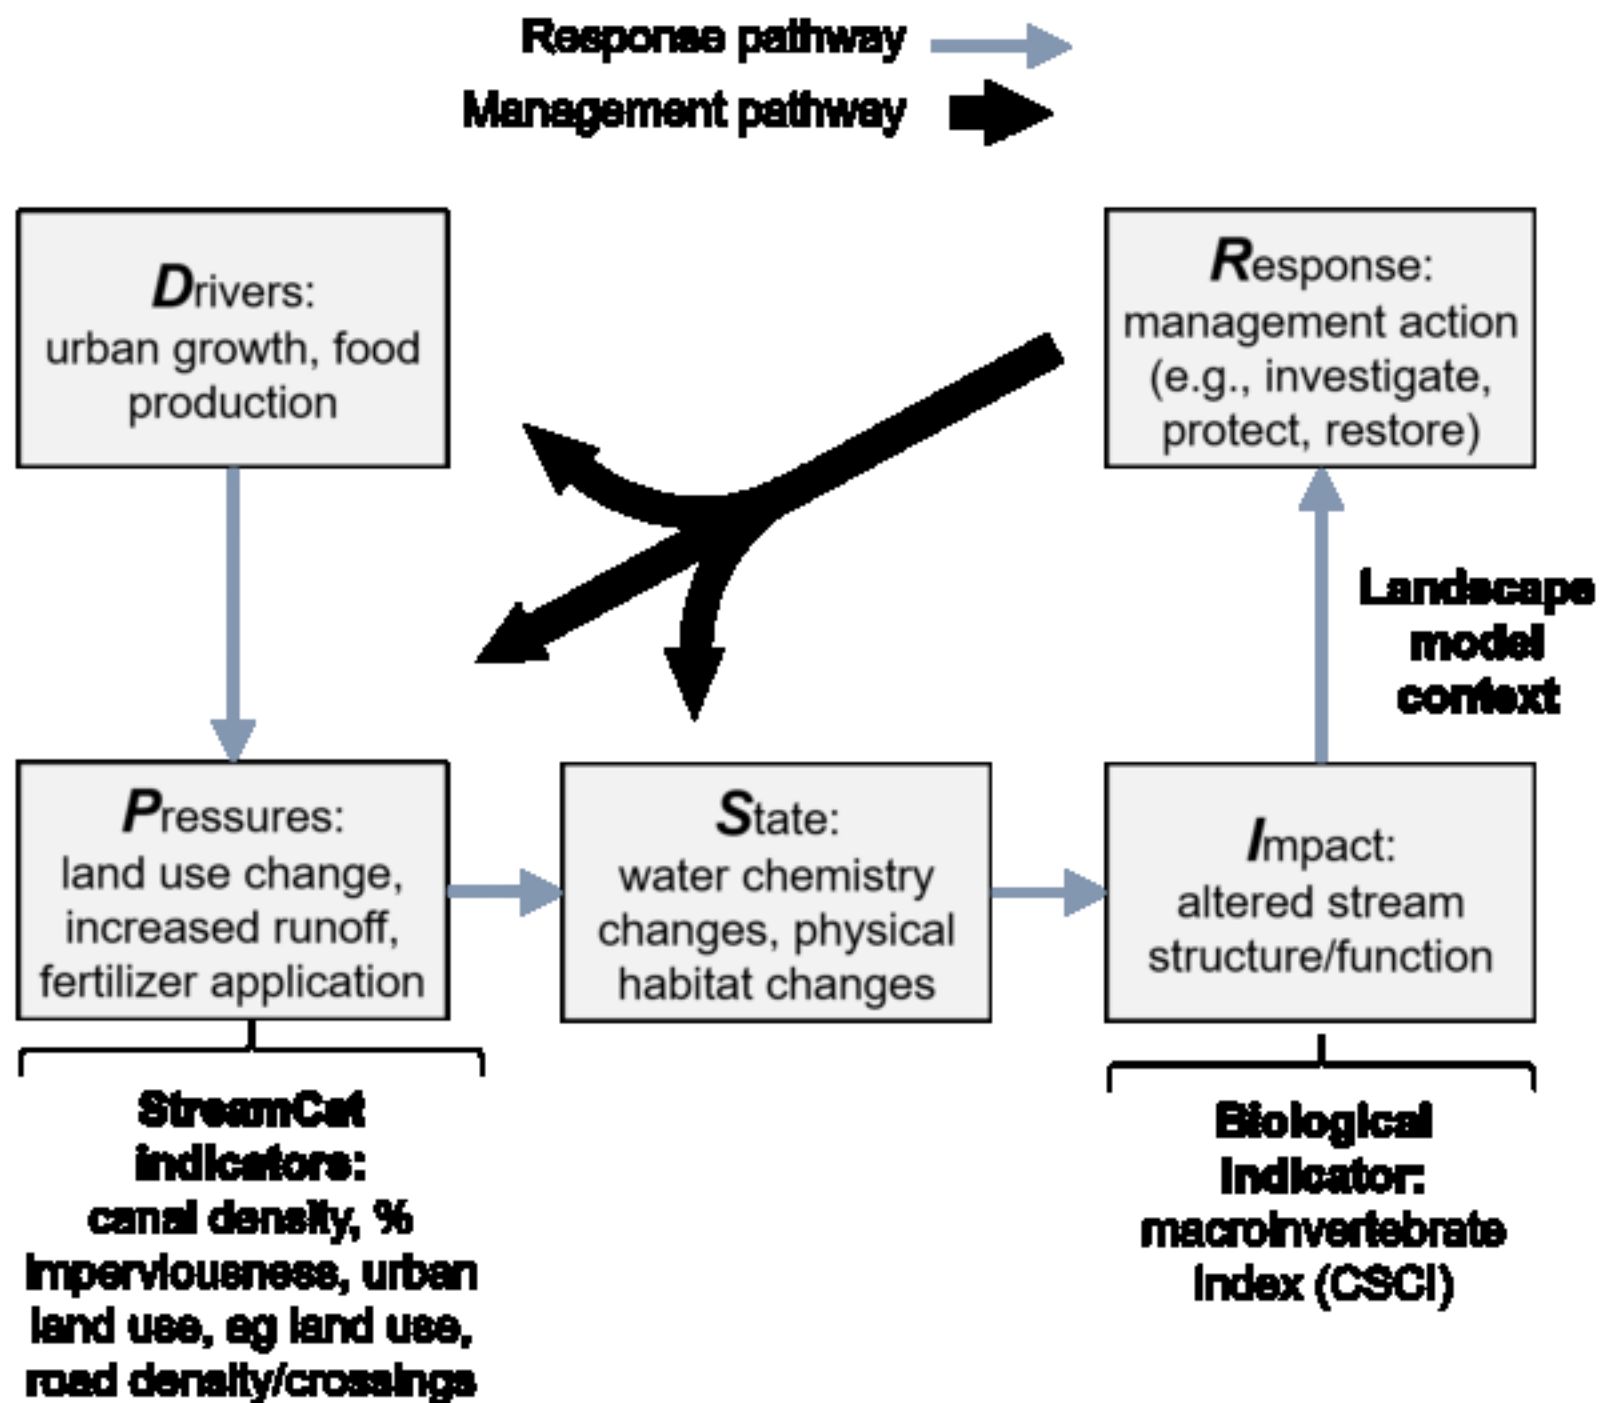 Response pathway
Management pathway
Drivers:
urban growth, food
production
Response:
management action
(e.g., investigate,
protect, restore)
Landscape
model
context
Pressures:
land use change,
increased runoff,
fertilizer application
State:
water chemistry
changes, physical
habitat changes
Impact:
altered stream
structure/function
StreamCat
indicators:
canal density, %
imperviousness, urban
land use, ag land use,
road density/crossings
Biological
indicator:
macroinvertebrate
index (CSCI)